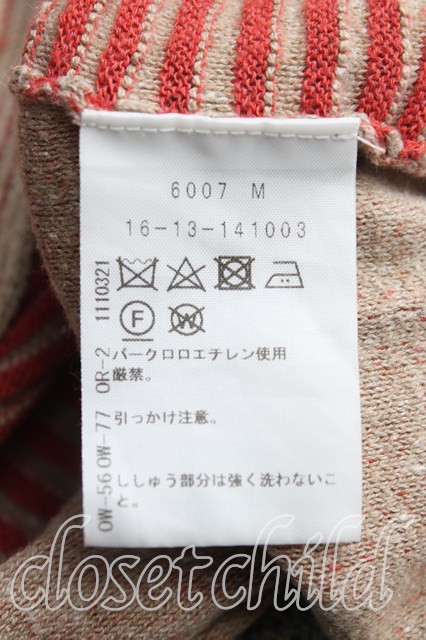 6007 M
16-13-141003
1110321
F
W
OR-2
パークロロエチレン使用
厳禁。
OW-77
引っかけ注意。
OW-56
ししゅう部分は強く洗わないこ
と。
closetchild